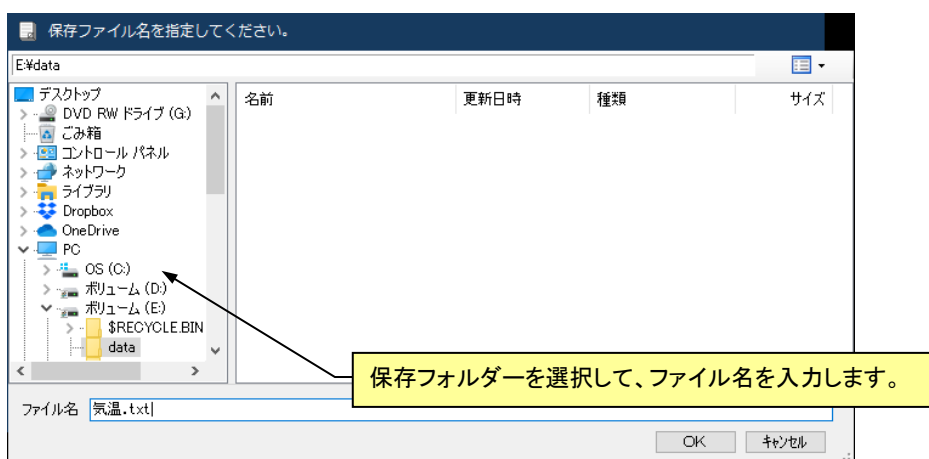 保存ファイル名を指定してください。
E:¥data
デスクトップ
DVD RW ドライブ (G:)
ごみ箱
コントロール パネル
ネットワーク
ライブラリ
Dropbox
OneDrive
PC
OS (C:)
ボリューム (D:)
ボリューム (E:)
$RECYCLE.BIN
data
名前 更新日時 種類 サイズ
保存フォルダーを選択して、ファイル名を入力します。
ファイル名 気温.txt
OK キャンセル